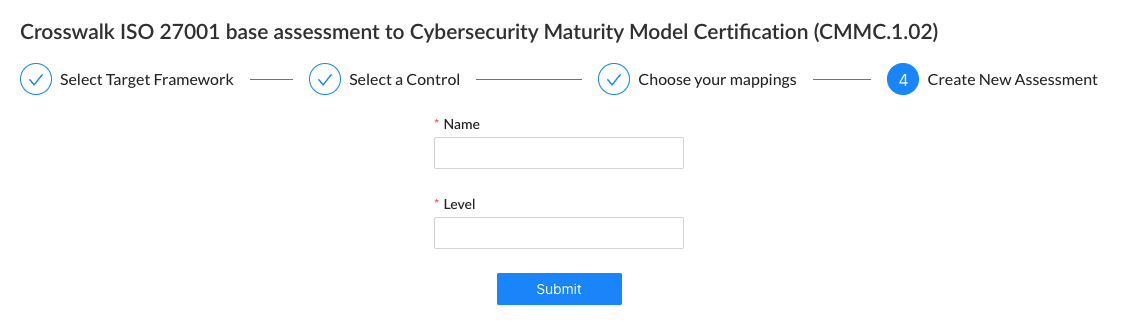 Crosswalk ISO 27001 base assessment to Cybersecurity Maturity Model Certification (CMMC.1.02)
Select Target Framework
Select a Control
Choose your mappings
4 Create New Assessment
* Name
* Level
Submit